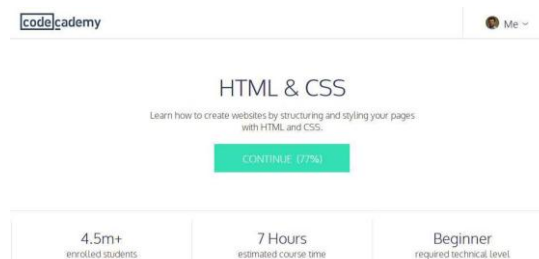 codecademy
Me
HTML & CSS
Learn how to create websites by structuring and styling your pages
with HTML and CSS.
CONTINUE (77%)
4.5m+
enrolled students
7 Hours
estimated course time
Beginner
required technical level